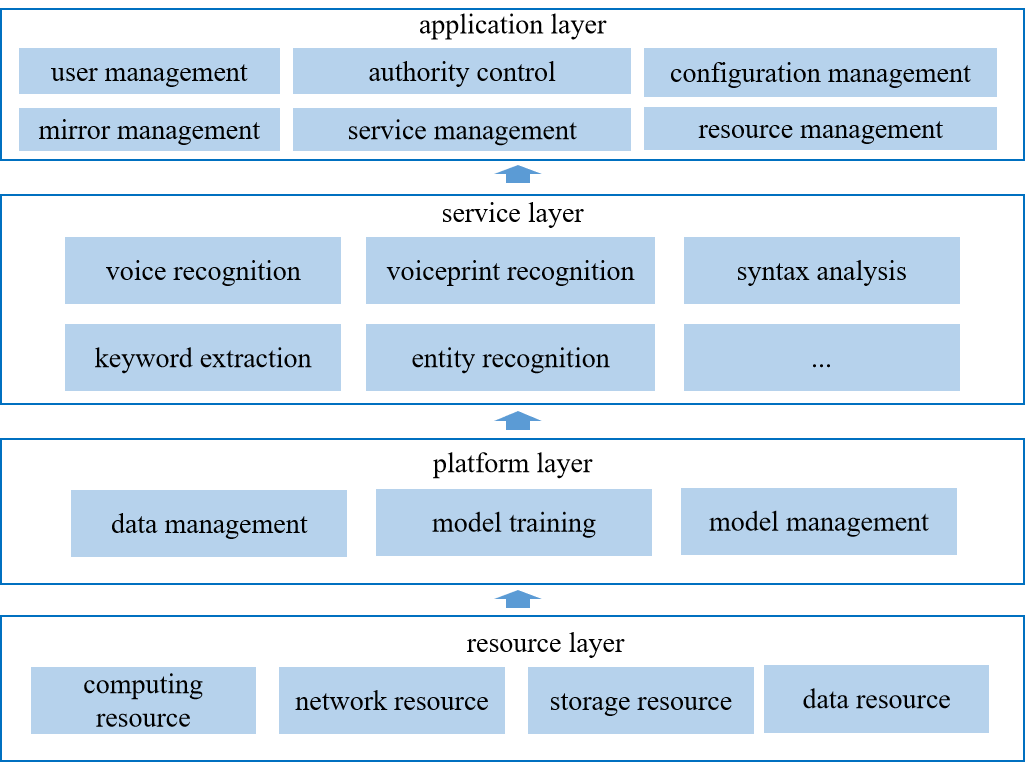 application layer
user management
authority control
configuration management
mirror management
service management
resource management
service layer
voice recognition
voiceprint recognition
syntax analysis
keyword extraction
entity recognition
...
platform layer
data management
model training
model management
resource layer
computing
resource
network resource
storage resource
data resource